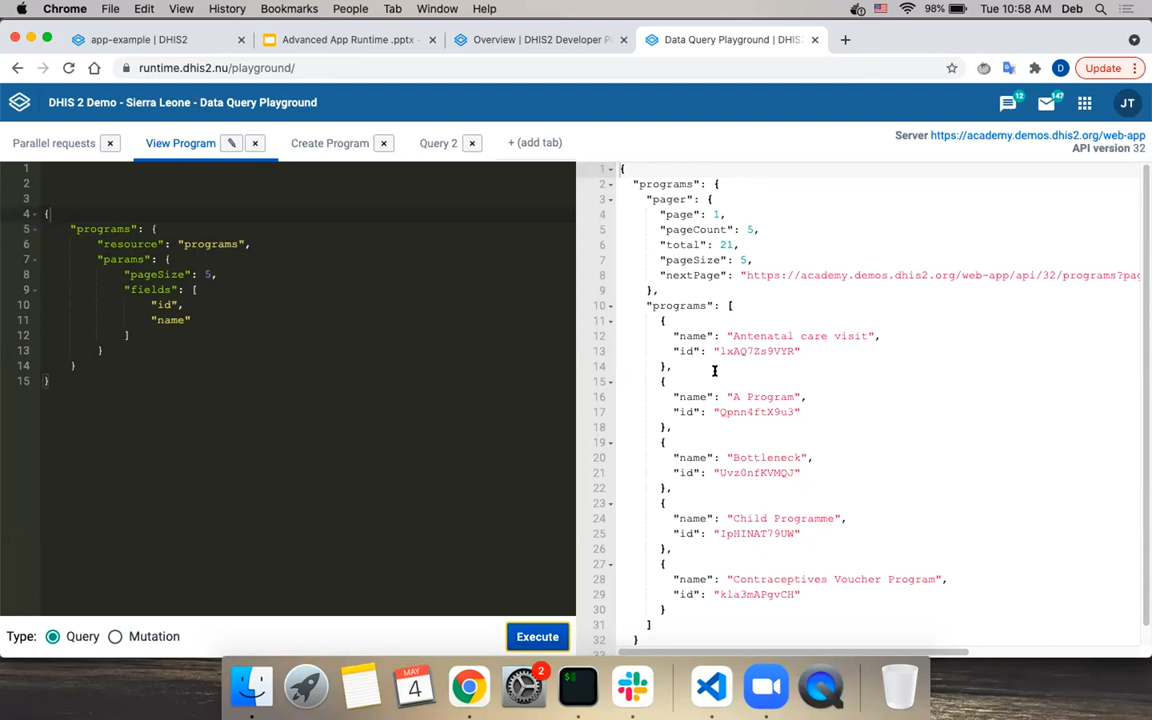 Chrome File Edit View History Bookmarks People Tab Window Help 98% Tue 10:58 AM Deb
app-example | DHIS2 Advanced App Runtime .pptx - Overview | DHIS2 Developer P Data Query Playground | DHIS
runtime.dhis2.nu/playground/ D Update
DHIS 2 Demo - Sierra Leone - Data Query Playground 12 147 JT
Parallel requests × View Program × Create Program × Query 2 × + (add tab)
Server https://academy.demos.dhis2.org/web-app
API version 32
1
2
3
4 {
5 "programs": {
6 "resource": "programs",
7 "params": {
8 "pageSize": 5,
9 "fields": [
10 "id",
11 "name"
12 ]
13 }
14 }
15 }
1 {
2 "programs": {
3 "pager": {
4 "page": 1,
5 "pageCount": 5,
6 "total": 21,
7 "pageSize": 5,
8 "nextPage": "https://academy.demos.dhis2.org/web-app/api/32/programs?pag
9 },
10 "programs": [
11 {
12 "name": "Antenatal care visit",
13 "id": "lxAQ7Zs9VYR"
14 },
15 {
16 "name": "A Program",
17 "id": "Qpnn4ftX9u3"
18 },
19 {
20 "name": "Bottleneck",
21 "id": "Uvz0nfKVMQJ"
22 },
23 {
24 "name": "Child Programme",
25 "id": "IpHINAT79UW"
26 },
27 {
28 "name": "Contraceptives Voucher Program",
29 "id": "kla3mAPgvCH"
30 }
31 ]
32 }
Type: Query Mutation Execute
MAY
4
2